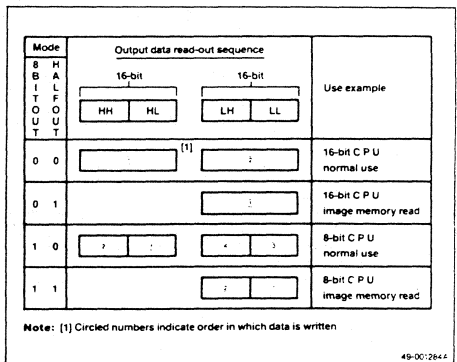 Mode
Output data read-out sequence
Use example
8 BIT OUT
HALF OUT
16-bit 16-bit
HH HL LH LL
0 0 [1] 16-bit C P U
normal use
0 1 16-bit C P U
image memory read
1 0 8-bit C P U
normal use
1 1 8-bit C P U
image memory read
Note: [1] Circled numbers indicate order in which data is written
49-001284A